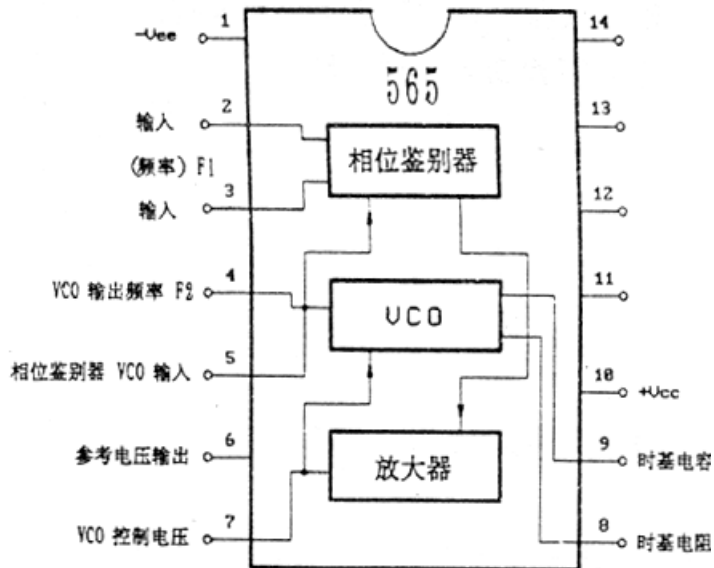 -Vee
1
14
565
2
输入
13
相位鉴别器
(频率) F1
3
输入
12
4
VCO 输出频率 F2
11
VCO
5
相位鉴别器 VCO 输入
10
+Vcc
6
参考电压输出
放大器
9
时基电容
7
VCO 控制电压
8
时基电阻